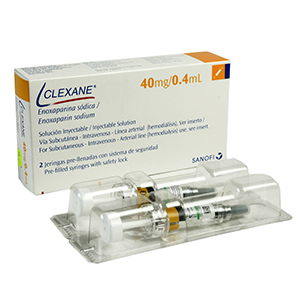 CLEXANE®
Enoxaparina sódica /
Enoxaparin sodium
40mg/0.4mL
Solución Inyectable / Injectable Solution
Vía Subcutánea - Intravenosa - Línea arterial (hemodiálisis). Ver inserto /
For Subcutaneous - Intravenous - Arterial Line (hemodialysis) use, see insert.
2 Jeringas pre-llenadas con sistema de seguridad
Pre-filled syringes with safety lock
SANOFI